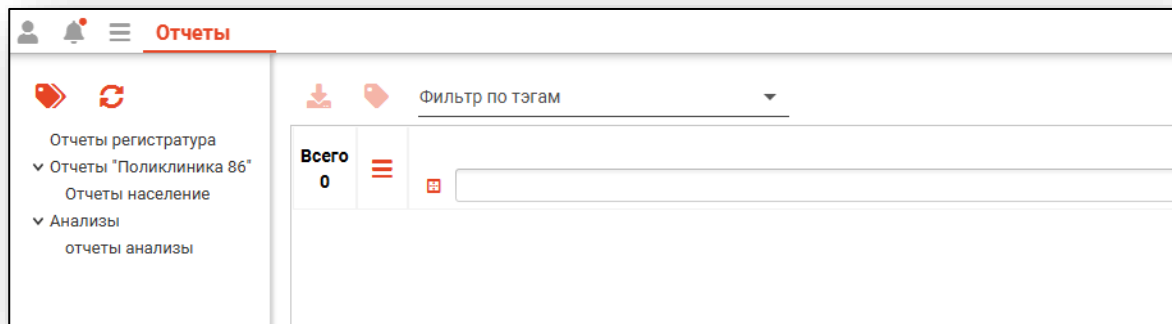 Отчеты
Фильтр по тэгам
Отчеты регистратура
Отчеты "Поликлиника 86"
Отчеты население
Анализы
отчеты анализы
Всего
0